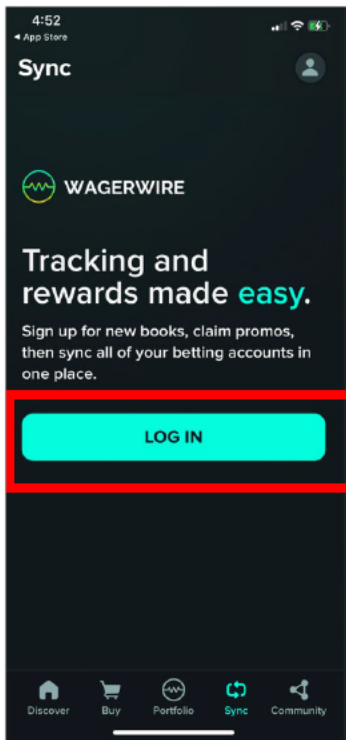 4:52
◄ App Store
Sync
WAGERWIRE
Tracking and
rewards made easy.
Sign up for new books, claim promos,
then sync all of your betting accounts in
one place.
LOG IN
Discover Buy Portfolio Sync Community